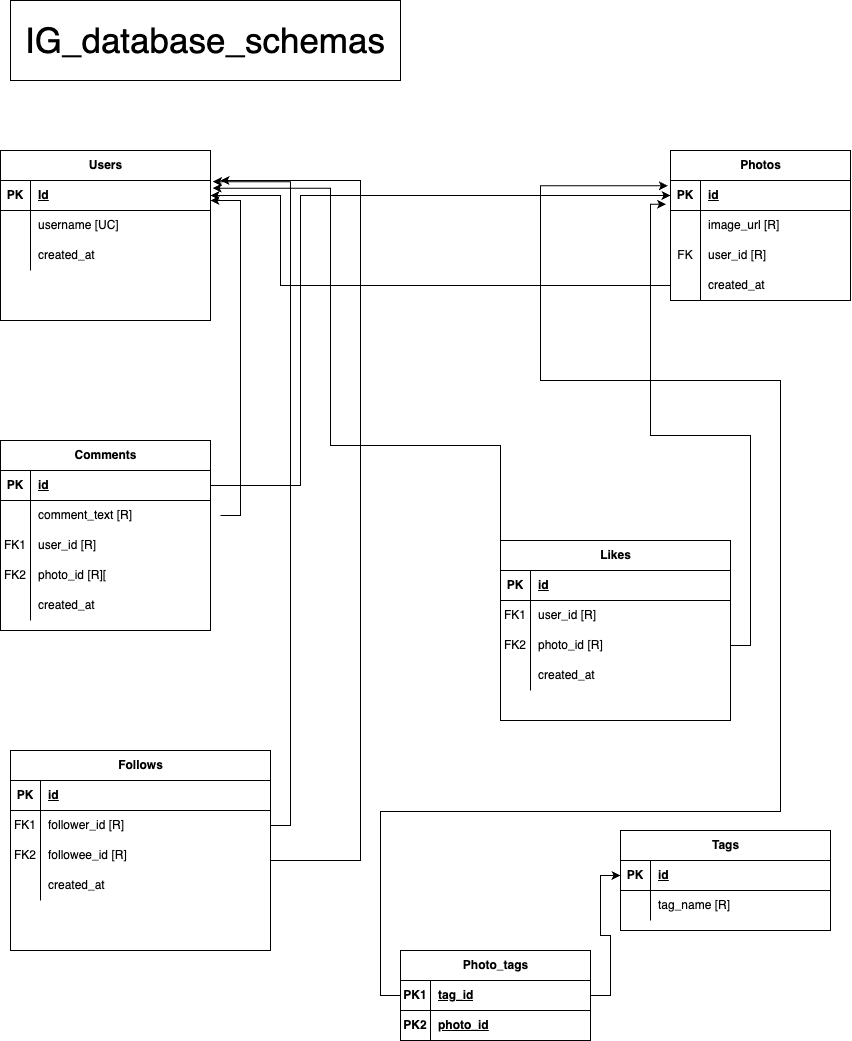 IG_database_schemas
Users
PK Id
username [UC]
created_at
Photos
PK id
image_url [R]
FK user_id [R]
created_at
Comments
PK id
comment_text [R]
FK1 user_id [R]
FK2 photo_id [R][
created_at
Likes
PK id
FK1 user_id [R]
FK2 photo_id [R]
created_at
Follows
PK id
FK1 follower_id [R]
FK2 followee_id [R]
created_at
Tags
PK id
tag_name [R]
Photo_tags
PK1 tag_id
PK2 photo_id